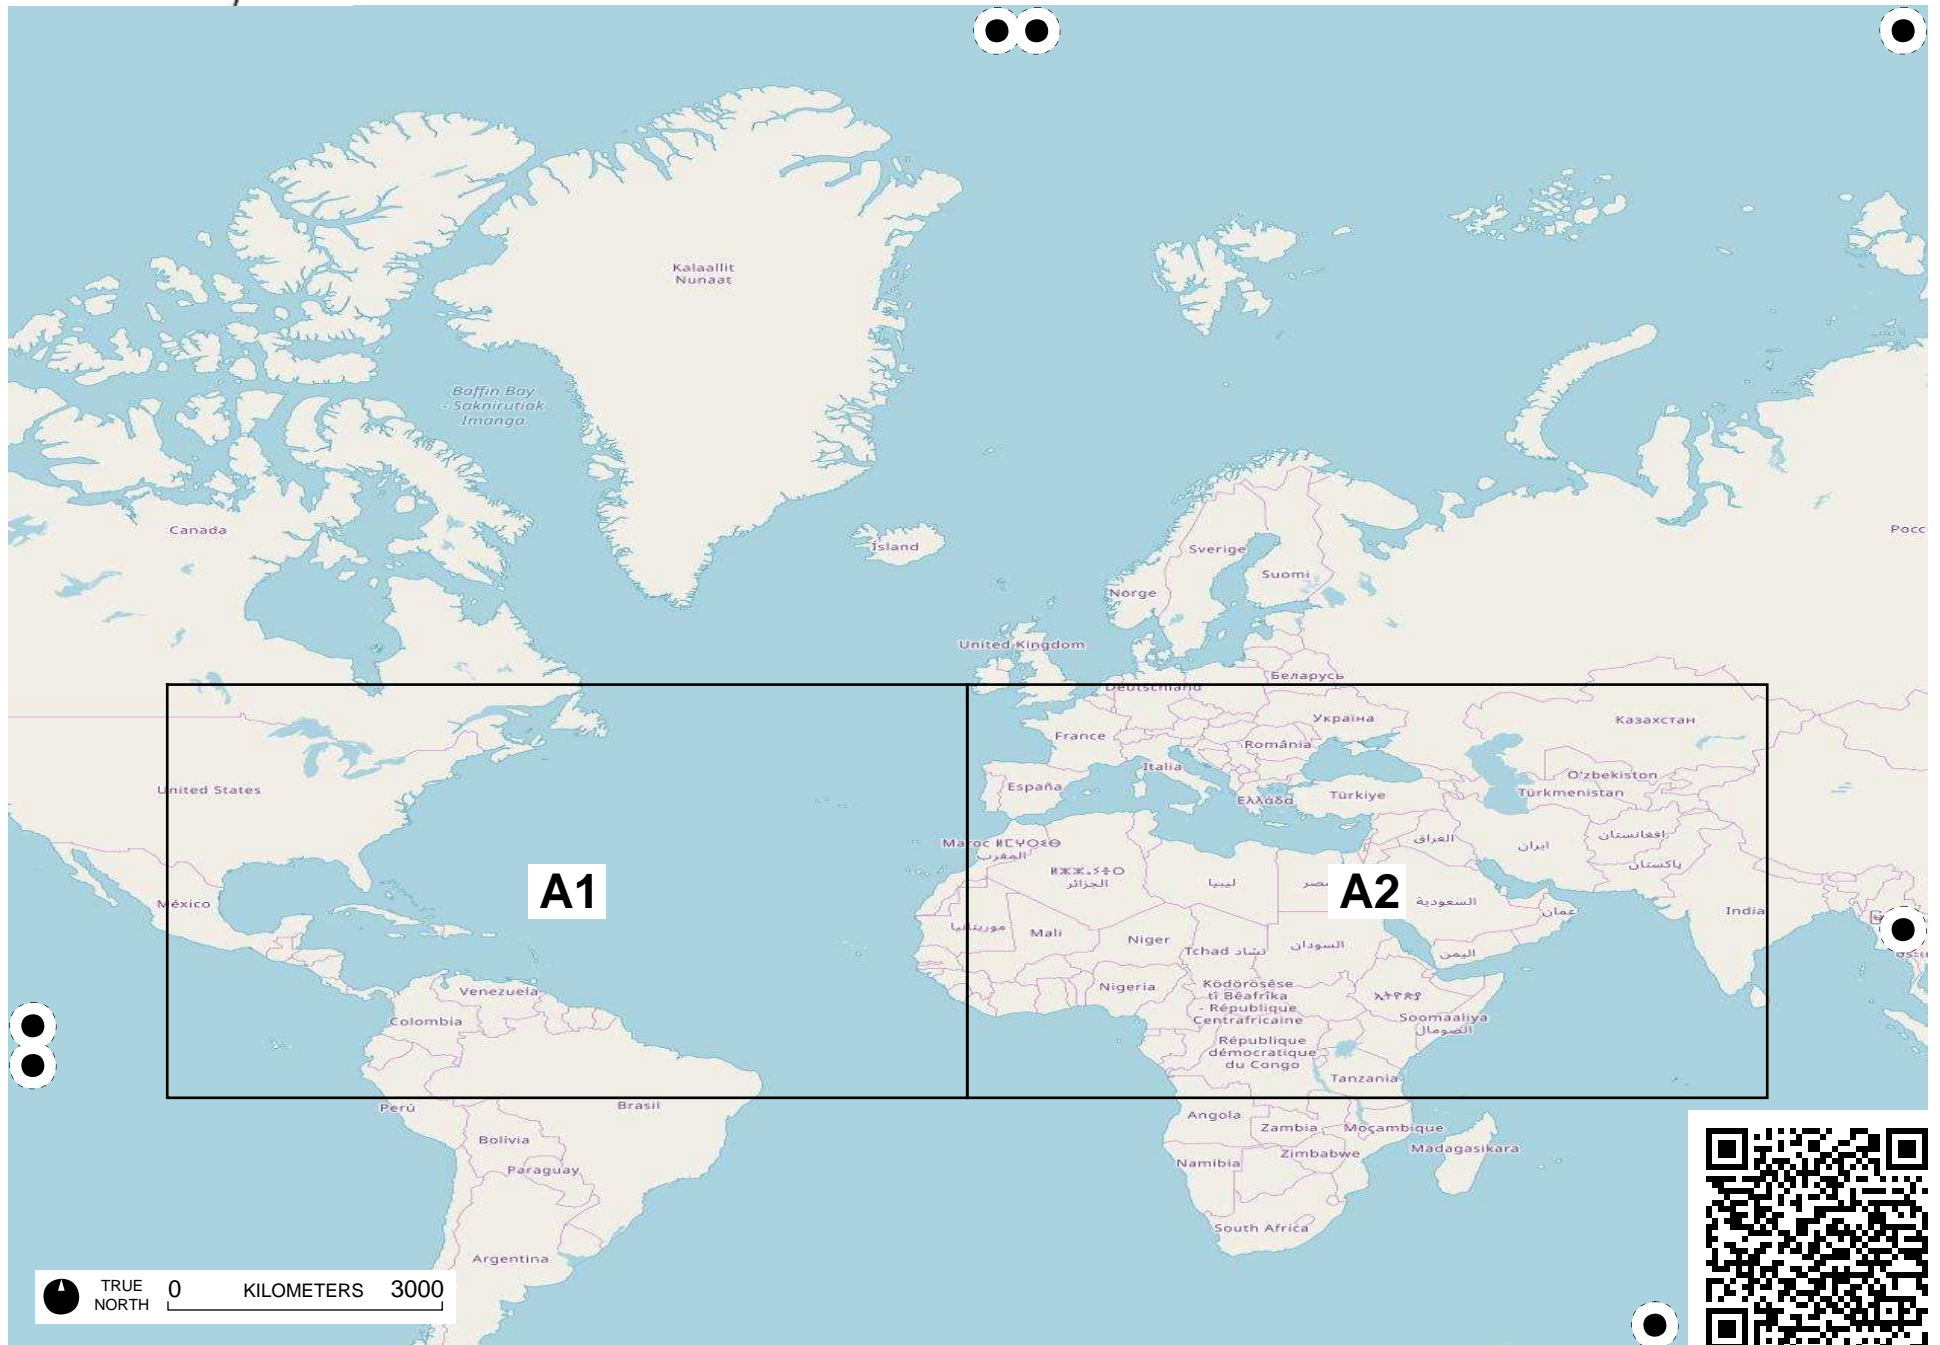 Kalaallit
Nunaat
Baffin Bay
- Saknirutiak
Imanga
Canada
Ísland
Sverige
Suomi
Norge
United Kingdom
Беларусь
Deutschland
Україна
Казахстан
France
România
Italia
O'zbekiston
United States
España
Türkmenistan
Ελλάδα
Türkiye
العراق
ایران
افغانستان
پاکستان
Maroc ⵍⵎⵖⵔⵉⴱ
المغرب
الجزائر
ليبيا
A1
A2
السعودية
México
عمان
India
موريتانيا
Mali
Niger
Tchad تشاد
السودان
اليمن
Venezuela
Nigeria
Ködörösêse
tî Bêafrîka
- République
Centrafricaine
Colombia
Soomaaliya
الصومال
République
démocratique
du Congo
Tanzania
Perú
Brasil
Angola
Zambia
Moçambique
Bolivia
Zimbabwe
Madagasikara
Paraguay
Namibia
South Africa
Argentina
TRUE
NORTH
0 KILOMETERS 3000